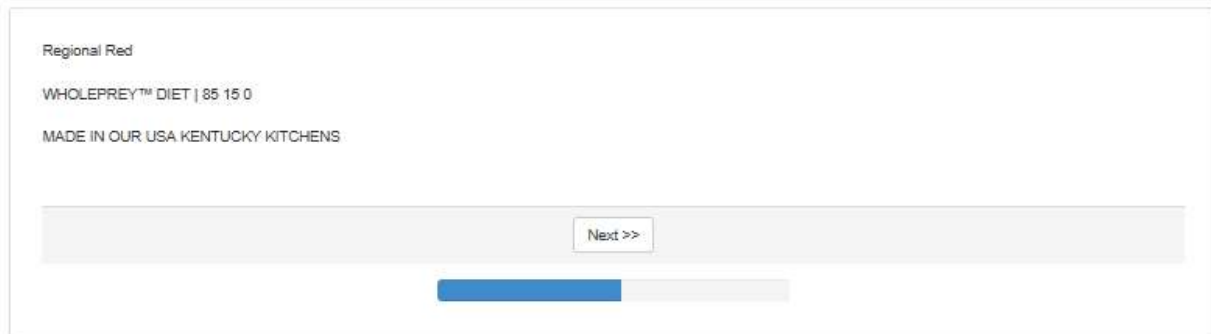 Regional Red
WHOLEPREY™ DIET | 85 15 0
MADE IN OUR USA KENTUCKY KITCHENS
Next >>